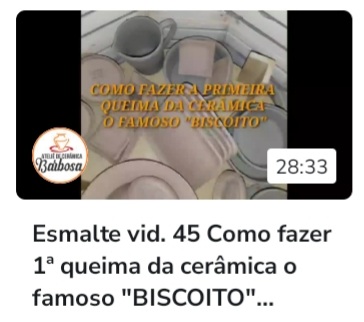 COMO FAZER A PRIMEIRA
QUEIMA DA CERÂMICA
O FAMOSO "BISCOITO"
ATELIÊ DE CERÂMICA
Barbosa
28:33
Esmalte vid. 45 Como fazer
1ª queima da cerâmica o
famoso "BISCOITO"...